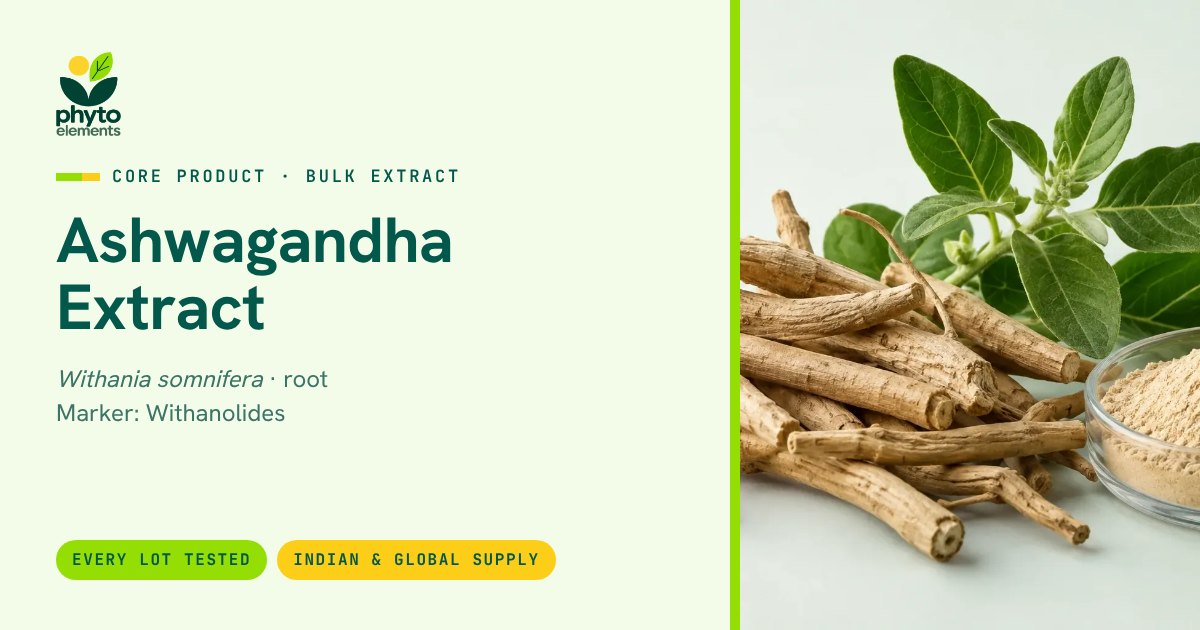 phyto
elements
CORE PRODUCT · BULK EXTRACT
Ashwagandha
Extract
Withania somnifera · root
Marker: Withanolides
EVERY LOT TESTED
INDIAN & GLOBAL SUPPLY